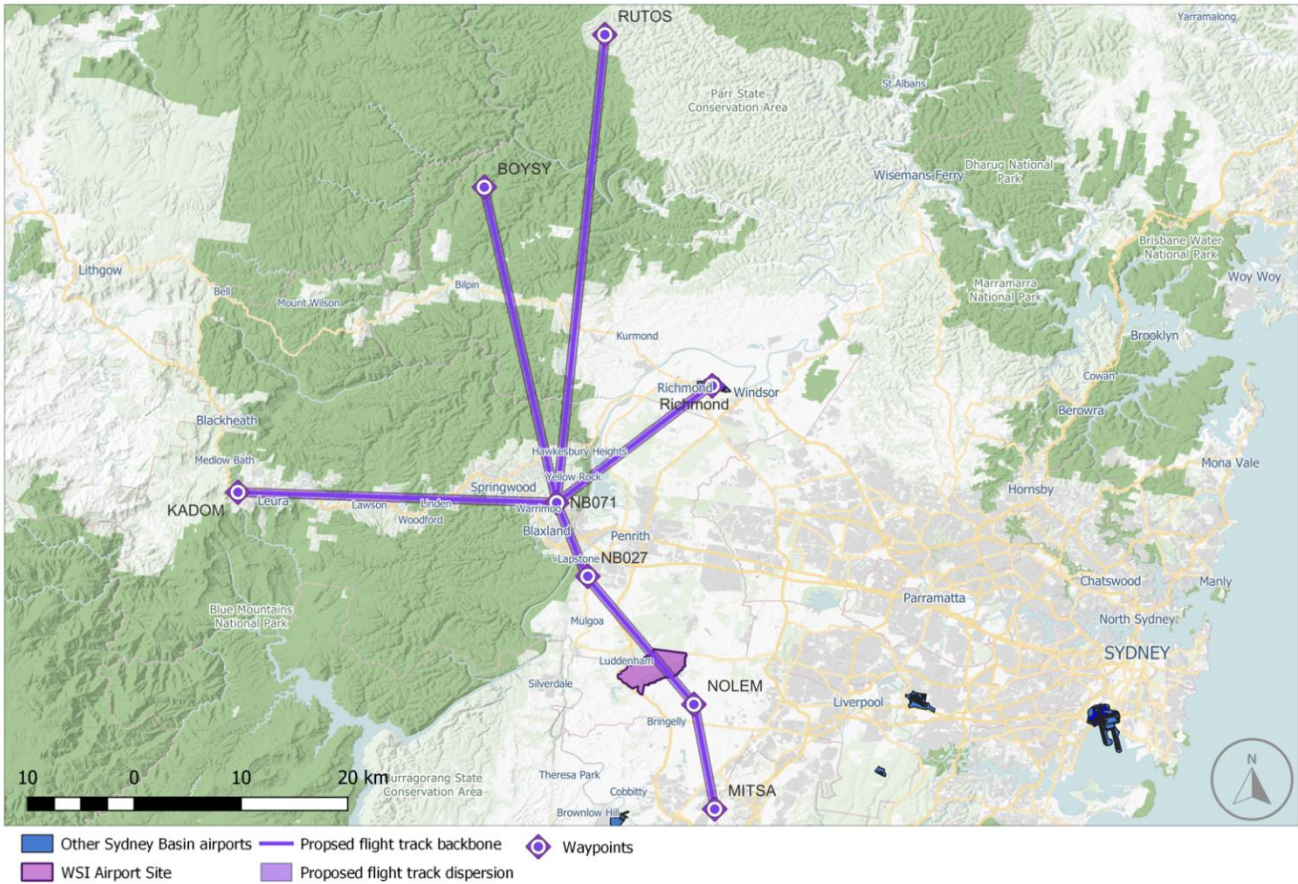 RUTOS
Yarramalong
St Albans
Parr State
Conservation Area
BOYSY
Dharug National
Park
Wisemans Ferry
Brisbane Water
National Park
Lithgow
Bell
Bilpin
Mount Wilson
Woy Woy
Marramarra
National Park
Kurmond
Brooklyn
Cowan
Richmond
Windsor
Richmond
Berowra
Blackheath
Hawkesbury Heights
Medlow Bath
Mona Vale
Yellow Rock
Springwood
Hornsby
KADOM
Leura
Lawson
Linden
Woodford
Warrimoo
NB071
Blaxland
Penrith
Lapstone
NB027
Chatswood
Manly
Parramatta
Blue Mountains
National Park
Mulgoa
North Sydney
SYDNEY
Luddenham
Silverdale
NOLEM
Liverpool
Bringelly
10 0 10 20 km
Burragorang State
Conservation Area
Theresa Park
Cobbitty
MITSA
Brownlow Hill
N
Other Sydney Basin airports
Propsed flight track backbone
Waypoints
WSI Airport Site
Proposed flight track dispersion